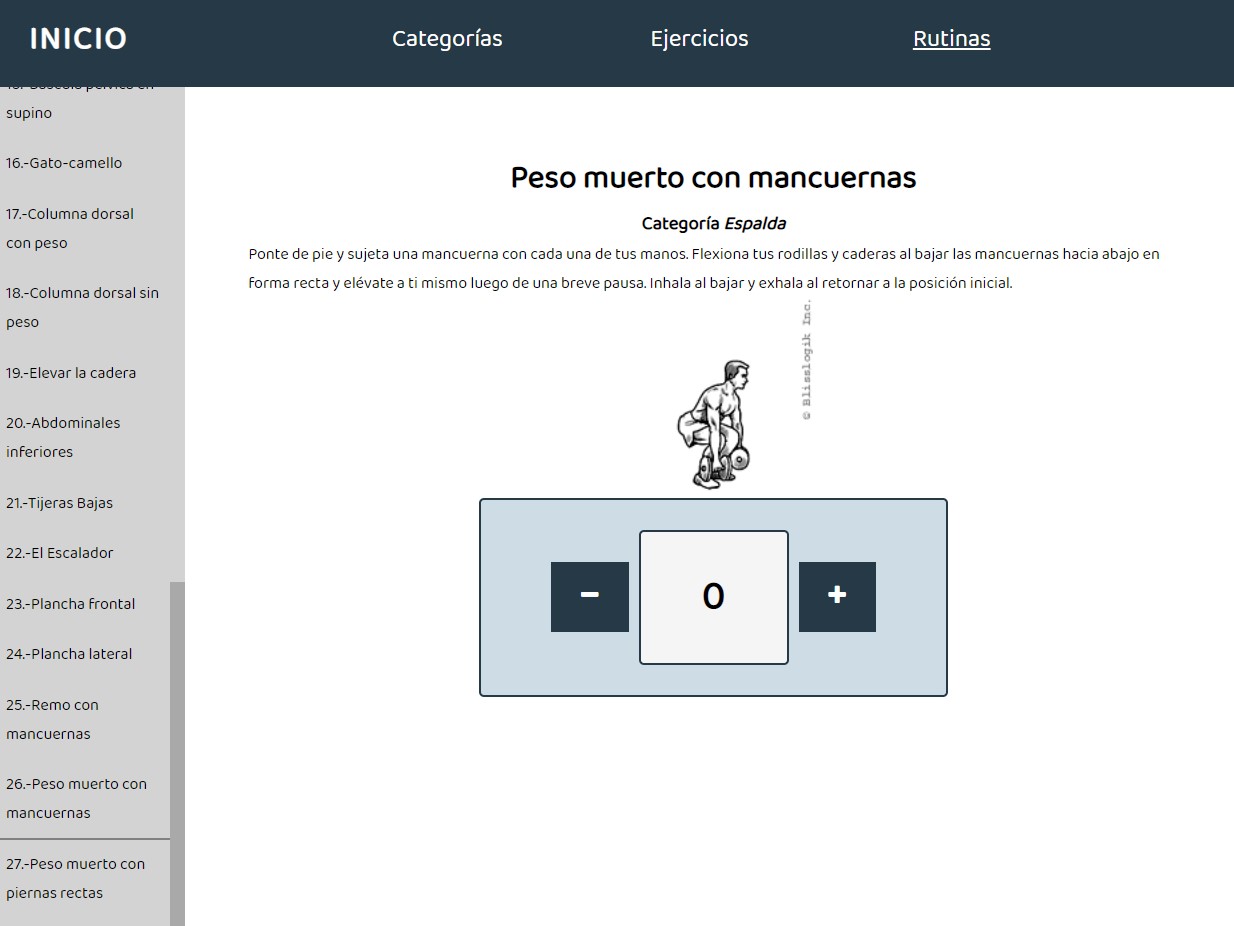 INICIO
Categorías
Ejercicios
Rutinas
supino
16.-Gato-camello
17.-Columna dorsal
con peso
18.-Columna dorsal sin
peso
19.-Elevar la cadera
20.-Abdominales
inferiores
21.-Tijeras Bajas
22.-El Escalador
23.-Plancha frontal
24.-Plancha lateral
25.-Remo con
mancuernas
26.-Peso muerto con
mancuernas
27.-Peso muerto con
piernas rectas
Peso muerto con mancuernas
Categoría Espalda
Ponte de pie y sujeta una mancuerna con cada una de tus manos. Flexiona tus rodillas y caderas al bajar las mancuernas hacia abajo en
forma recta y elévate a ti mismo luego de una breve pausa. Inhala al bajar y exhala al retornar a la posición inicial.
© Blisslogik Inc.
− 0 +